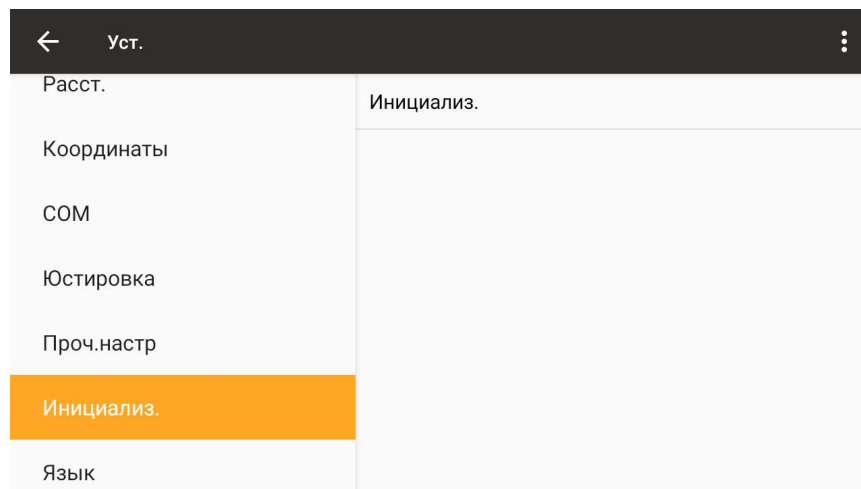 Уст.
Расст.
Координаты
COM
Юстировка
Проч.настр
Инициализ.
Язык
Инициализ.